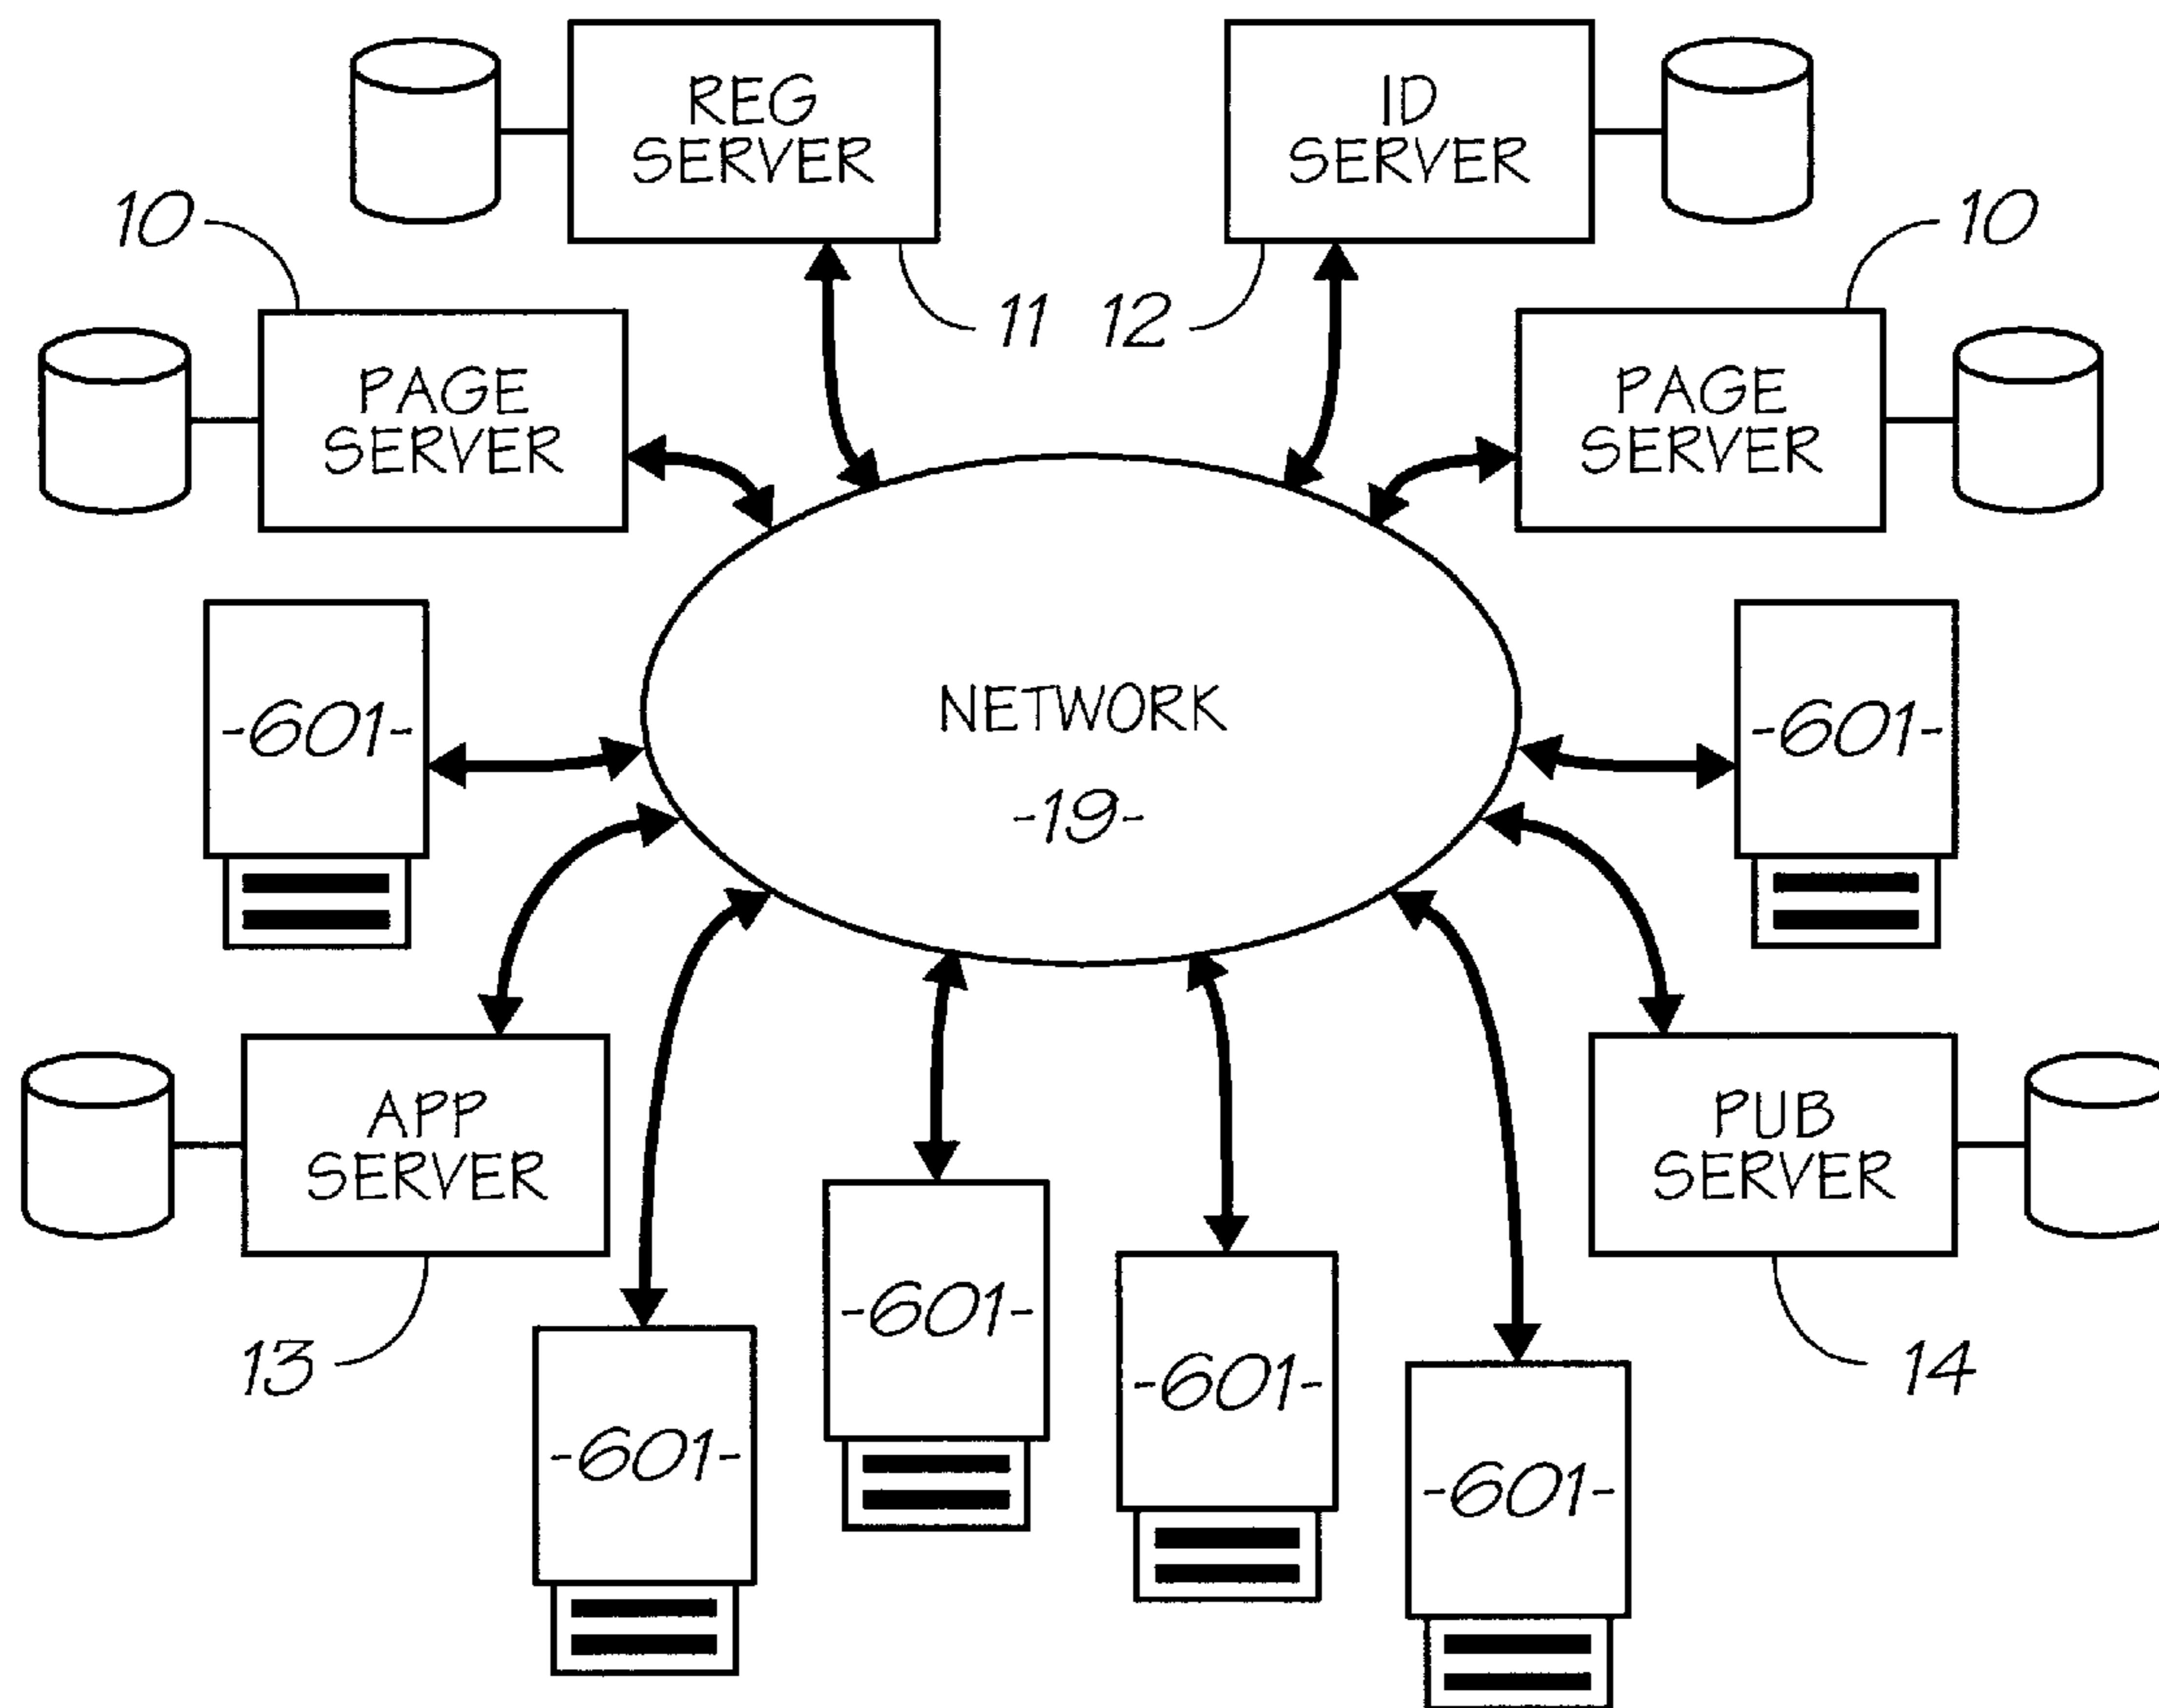 REG
SERVER
ID
SERVER
10
10
11
12
PAGE
SERVER
PAGE
SERVER
-601-
NETWORK
-19-
-601-
APP
SERVER
PUB
SERVER
13
-601-
-601-
-601-
-601-
14